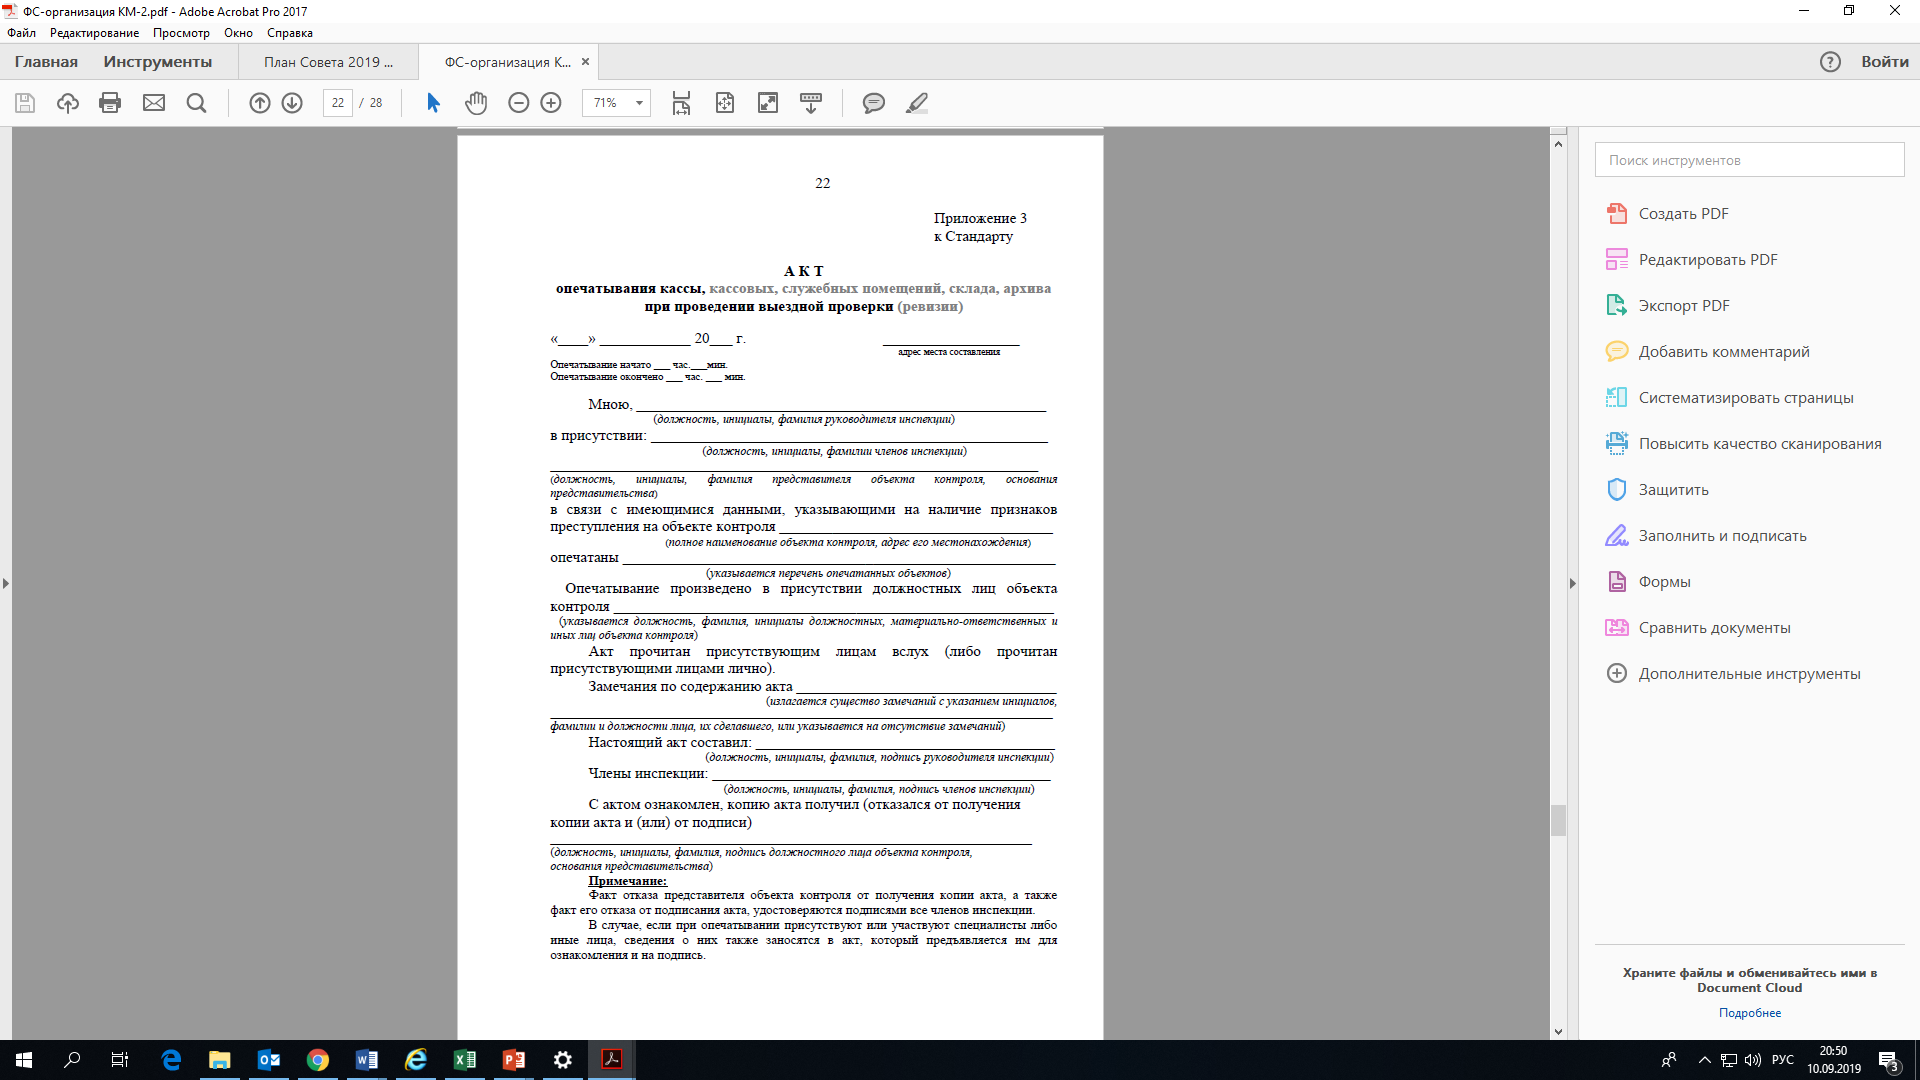 ФС-организация КМ-2.pdf - Adobe Acrobat Pro 2017
Файл Редактирование Просмотр Окно Справка
Главная Инструменты План Совета 2019 ... ФС-организация К... × Войти
22 / 28 71%
22
Приложение 3
к Стандарту
А К Т
опечатывания кассы, кассовых, служебных помещений, склада, архива
при проведении выездной проверки (ревизии)
«____» ____________ 20___ г. __________________
адрес места составления
Опечатывание начато ___ час.___мин.
Опечатывание окончено ___ час. ___ мин.
Мною, ______________________________________________________
(должность, инициалы, фамилия руководителя инспекции)
в присутствии: ____________________________________________________
(должность, инициалы, фамилии членов инспекции)
________________________________________________________________
(должность, инициалы, фамилия представителя объекта контроля, основания
представительства)
в связи с имеющимися данными, указывающими на наличие признаков
преступления на объекте контроля ____________________________________
(полное наименование объекта контроля, адрес его местонахождения)
опечатаны _________________________________________________________
(указывается перечень опечатанных объектов)
Опечатывание произведено в присутствии должностных лиц объекта
контроля __________________________________________________________
(указывается должность, фамилия, инициалы должностных, материально-ответственных и
иных лиц объекта контроля)
Акт прочитан присутствующим лицам вслух (либо прочитан
присутствующими лицами лично).
Замечания по содержанию акта __________________________________
(излагается существо замечаний с указанием инициалов,
__________________________________________________________________
фамилии и должности лица, их сделавшего, или указывается на отсутствие замечаний)
Настоящий акт составил: _______________________________________
(должность, инициалы, фамилия, подпись руководителя инспекции)
Члены инспекции: ____________________________________________
(должность, инициалы, фамилия, подпись членов инспекции)
С актом ознакомлен, копию акта получил (отказался от получения
копии акта и (или) от подписи)
_______________________________________________________________
(должность, инициалы, фамилия, подпись должностного лица объекта контроля,
основания представительства)
Примечание:
Факт отказа представителя объекта контроля от получения копии акта, а также
факт его отказа от подписания акта, удостоверяются подписями все членов инспекции.
В случае, если при опечатывании присутствуют или участвуют специалисты либо
иные лица, сведения о них также заносятся в акт, который предъявляется им для
ознакомления и на подпись.
Поиск инструментов
Создать PDF
Редактировать PDF
Экспорт PDF
Добавить комментарий
Систематизировать страницы
Повысить качество сканирования
Защитить
Заполнить и подписать
Формы
Сравнить документы
Дополнительные инструменты
Храните файлы и обменивайтесь ими в
Document Cloud
Подробнее
РУС
20:50
10.09.2019
3